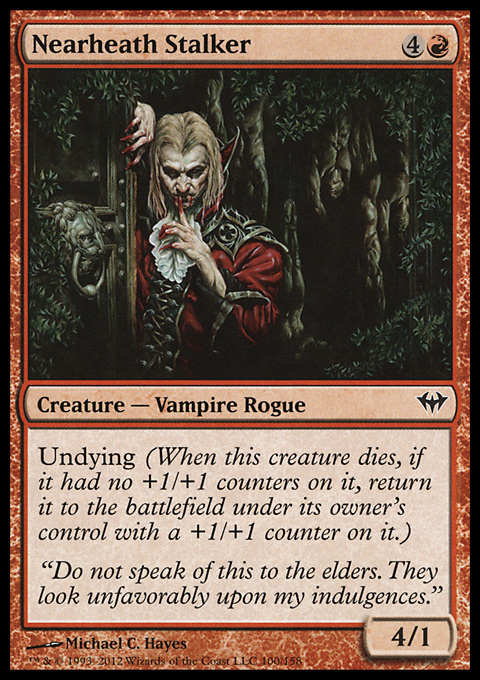 Nearheath Stalker 4
Creature — Vampire Rogue
Undying (When this creature dies, if
it had no +1/+1 counters on it, return
it to the battlefield under its owner's
control with a +1/+1 counter on it.)
"Do not speak of this to the elders. They
look unfavorably upon my indulgences."
Michael C. Hayes
™ & © 1993–2012 Wizards of the Coast LLC 100/158
4/1